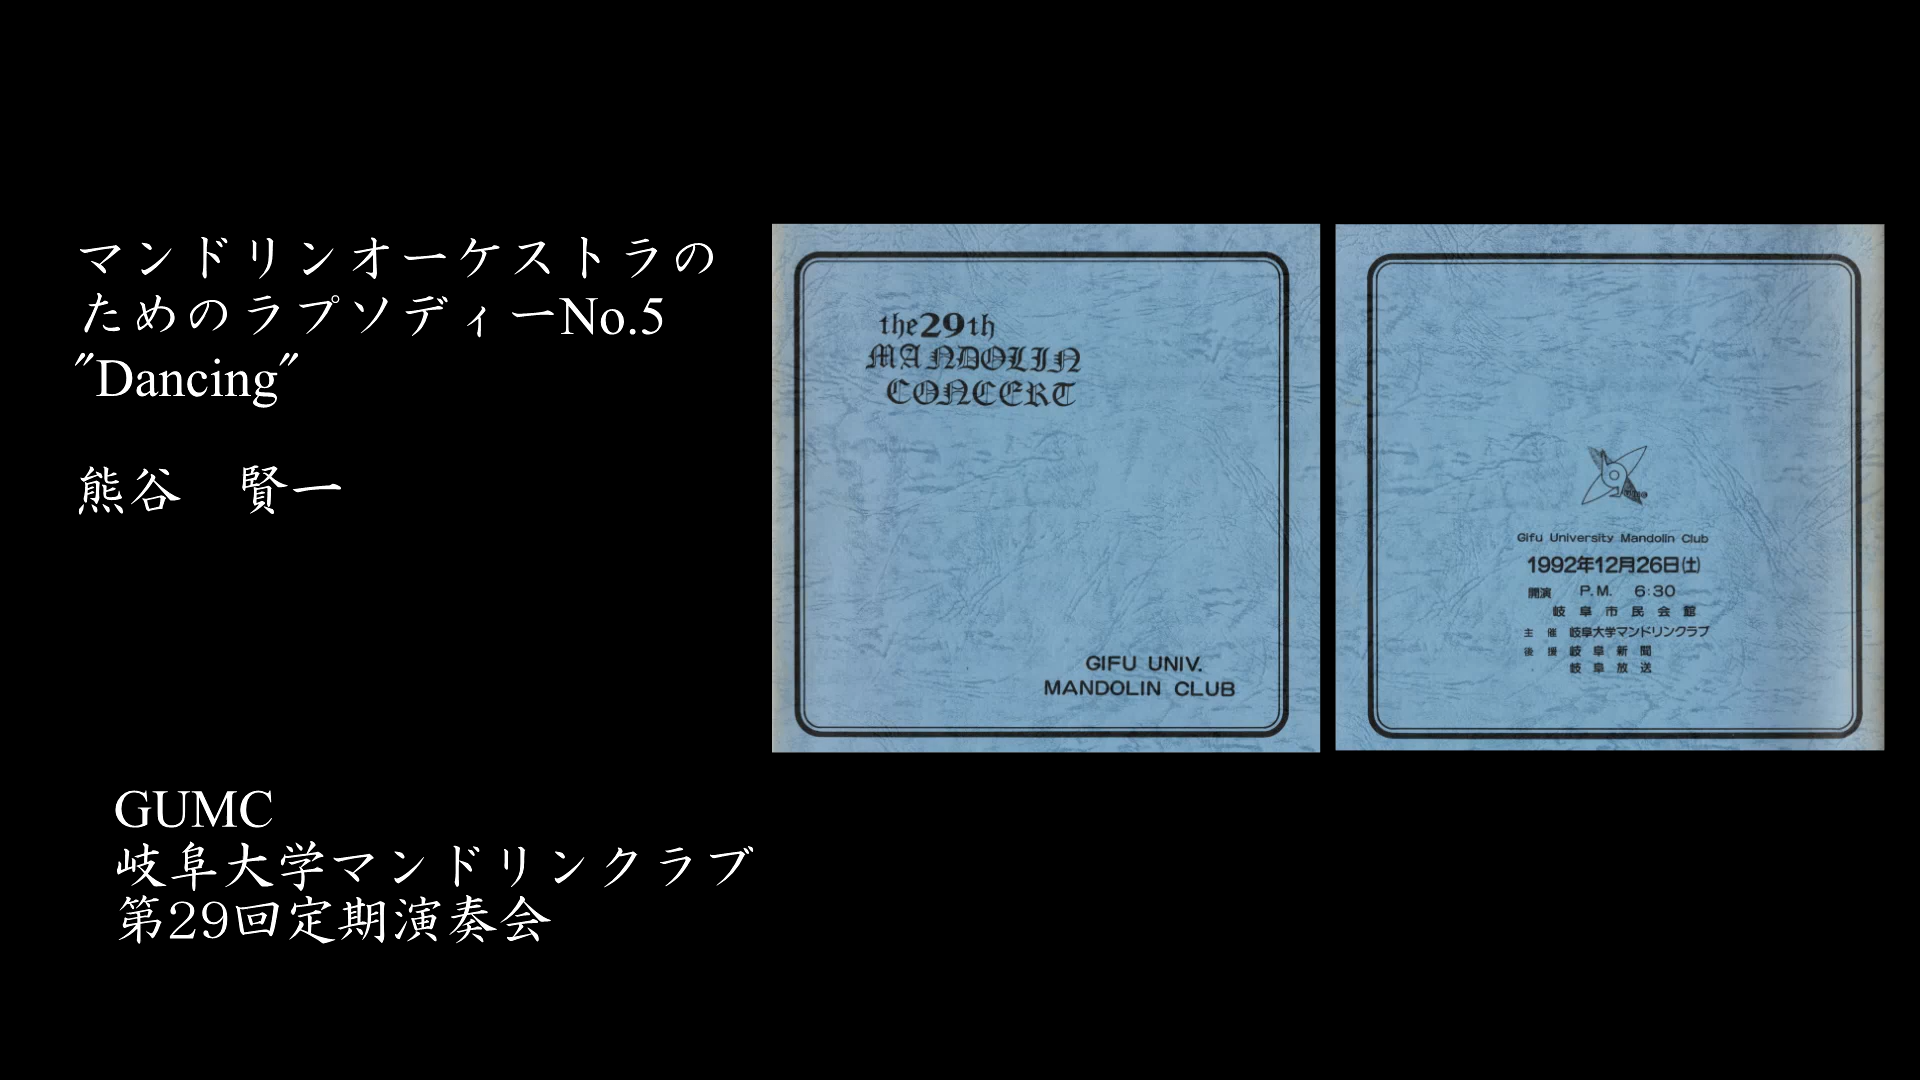 マンドリンオーケストラの
ためのラプソディーNo.5
"Dancing"
熊谷　賢一
GUMC
岐阜大学マンドリンクラブ
第29回定期演奏会
the 29th
MANDOLIN
CONCERT
GIFU UNIV.
MANDOLIN CLUB
Gifu University Mandolin Club
1992年12月26日(土)
開演 P.M. 6:30
岐阜市民会館
主催 岐阜大学マンドリンクラブ
後援 岐阜新聞
岐阜放送